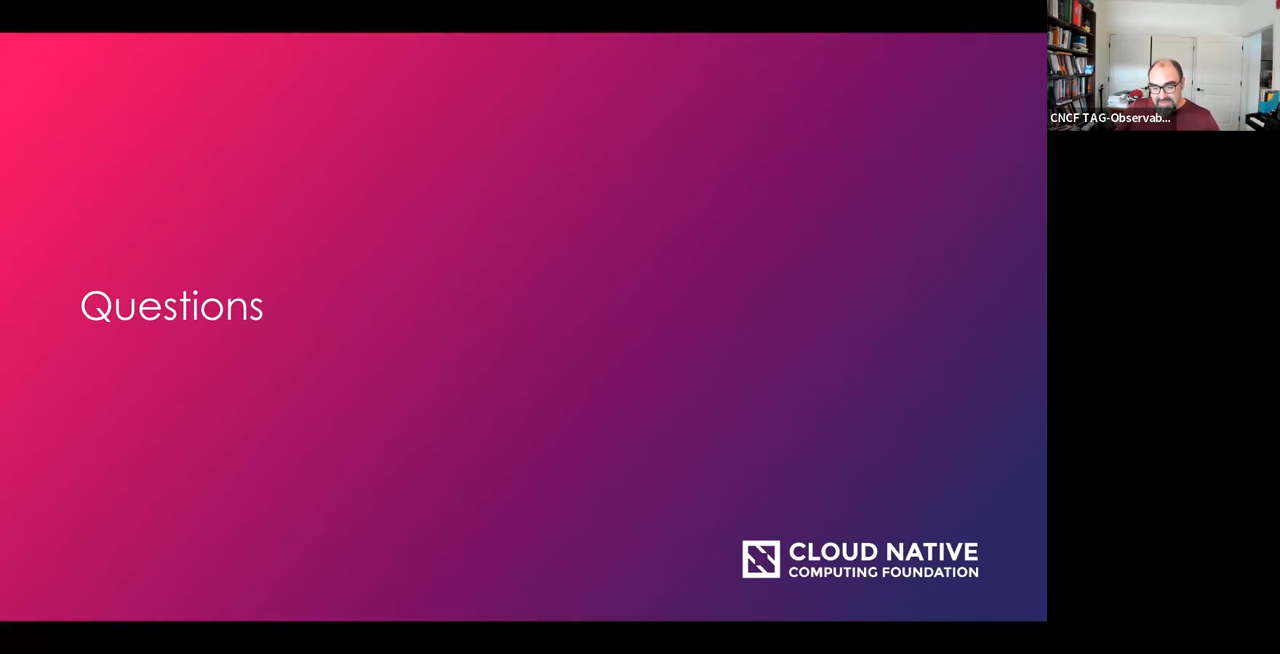 CNCF TAG-Observab...
Questions
CLOUD NATIVE
COMPUTING FOUNDATION